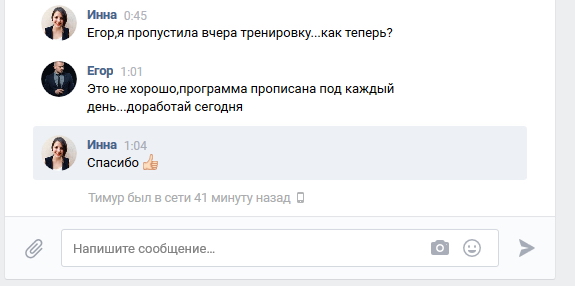 Инна 0:45
Егор,я пропустила вчера тренировку...как теперь?
Егор 1:01
Это не хорошо,программа прописана под каждый
день...доработай сегодня
Инна 1:04
Спасибо 👍
Тимур был в сети 41 минуту назад
Напишите сообщение...